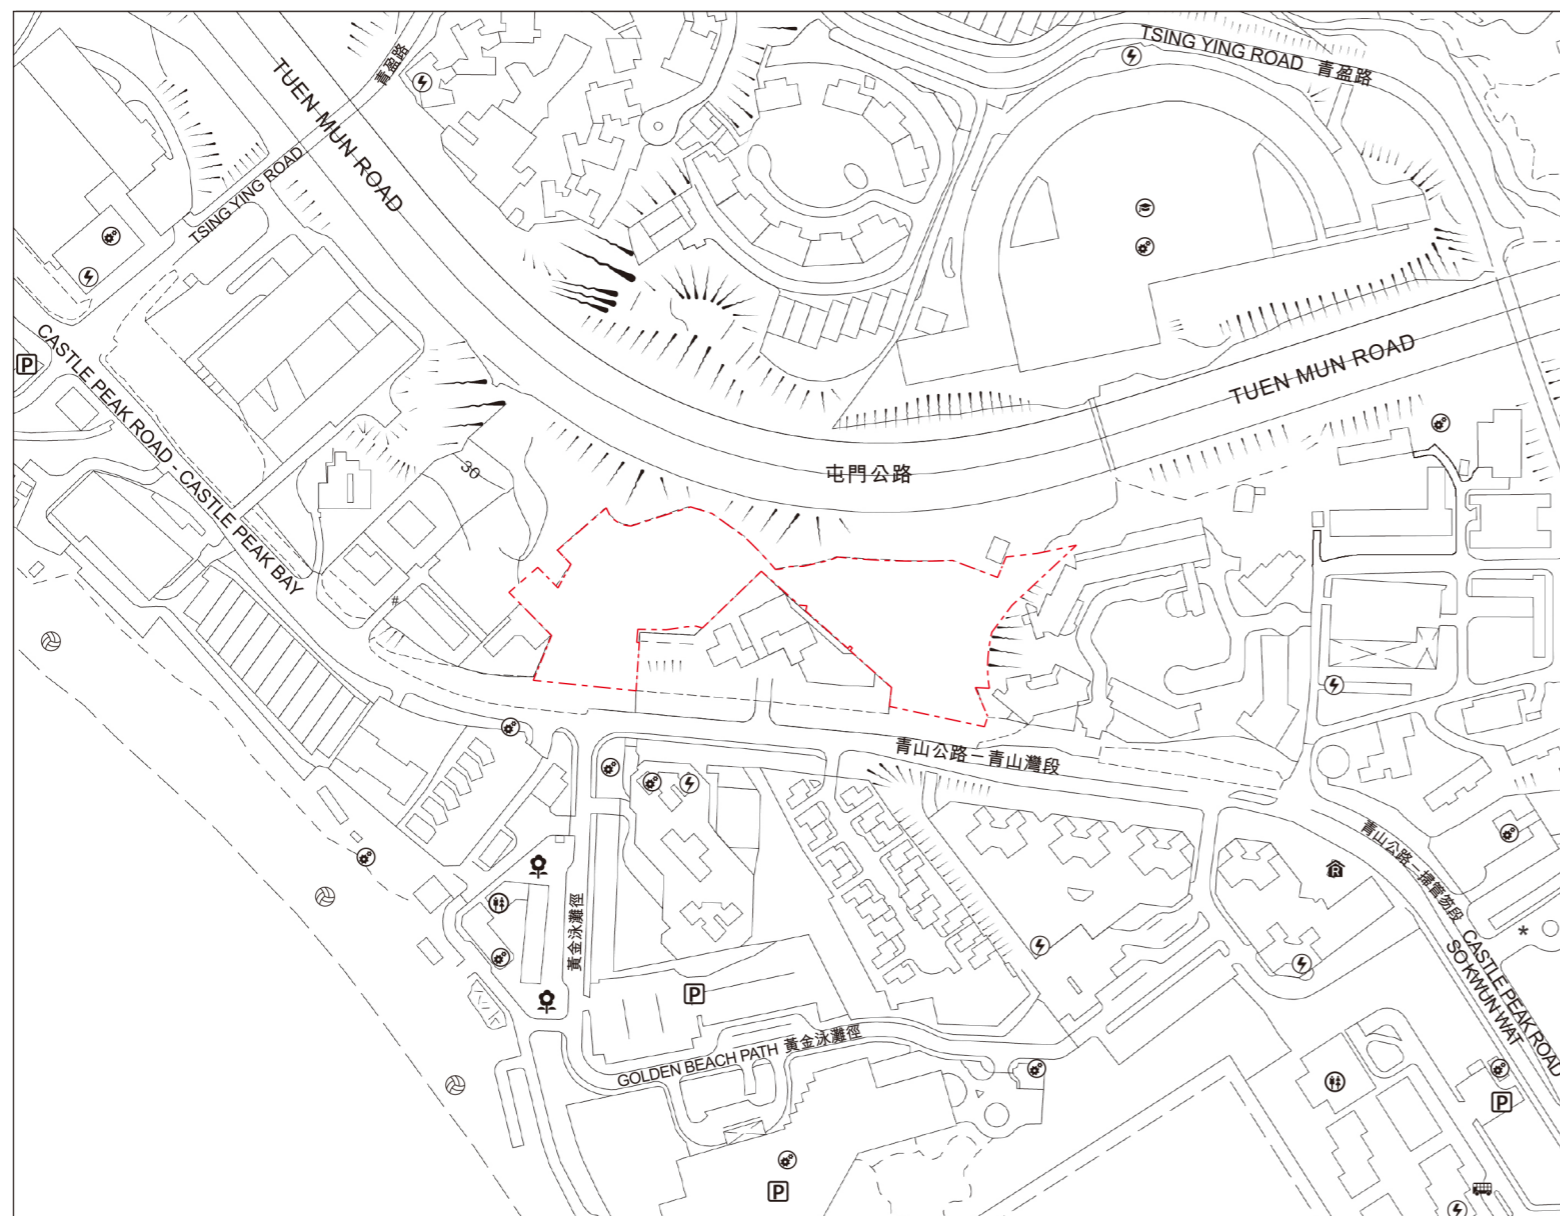 TSING YING ROAD 青盈路
青盈路
TUEN MUN ROAD
TSING YING ROAD
CASTLE PEAK ROAD - CASTLE PEAK BAY
P
TUEN MUN ROAD
屯門公路
30
#
青山公路－青山灣段
青山公路－掃管笏段
CASTLE PEAK ROAD
SO KWUN WAT
R
*
黃金泳灘徑
P
GOLDEN BEACH PATH 黃金泳灘徑
P
P